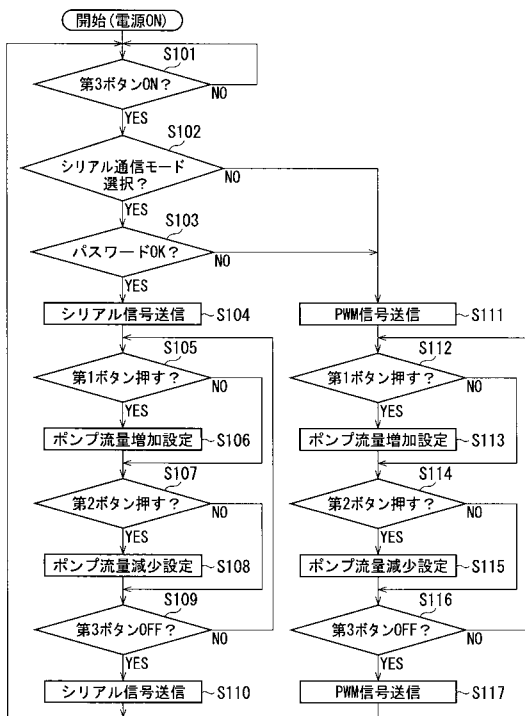 開始(電源ON)
S101
第3ボタンON?
NO
YES
S102
シリアル通信モード
選択?
NO
YES
S103
パスワードOK?
NO
YES
シリアル信号送信
S104
PWM信号送信
S111
S105
第1ボタン押す?
NO
YES
S112
第1ボタン押す?
NO
YES
ポンプ流量増加設定
S106
ポンプ流量増加設定
S113
S107
第2ボタン押す?
NO
YES
S114
第2ボタン押す?
NO
YES
ポンプ流量減少設定
S108
ポンプ流量減少設定
S115
S109
第3ボタンOFF?
NO
YES
S116
第3ボタンOFF?
NO
YES
シリアル信号送信
S110
PWM信号送信
S117